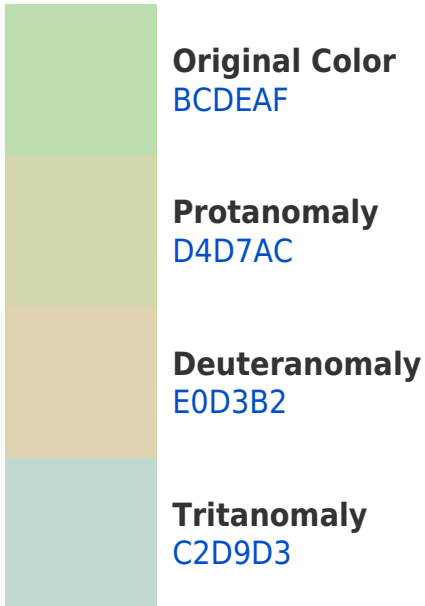 Original Color
BCDEAF
Protanomaly
D4D7AC
Deuteranomaly
E0D3B2
Tritanomaly
C2D9D3